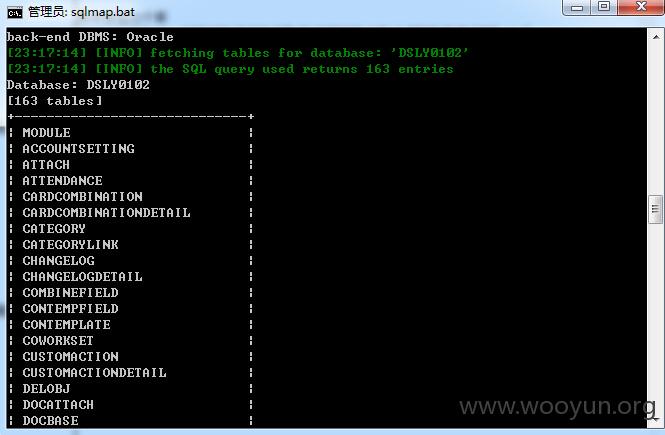 管理员: sqlmap.bat
back-end DBMS: Oracle
[23:17:14] [INFO] fetching tables for database: 'DSLY0102'
[23:17:14] [INFO] the SQL query used returns 163 entries
Database: DSLY0102
[163 tables]
+------------------------------+
¦ MODULE ¦
¦ ACCOUNTSETTING ¦
¦ ATTACH ¦
¦ ATTENDANCE ¦
¦ CARDCOMBINATION ¦
¦ CARDCOMBINATIONDETAIL ¦
¦ CATEGORY ¦
¦ CATEGORYLINK ¦
¦ CHANGELOG ¦
¦ CHANGELOGDETAIL ¦
¦ COMBINEFIELD ¦
¦ CONTEMPFIELD ¦
¦ CONTEMPLATE ¦
¦ COWORKSET ¦
¦ CUSTOMACTION ¦
¦ CUSTOMACTIONDETAIL ¦
¦ DELOBJ ¦
¦ DOCATTACH ¦
¦ DOCBASE ¦
www.wooyun.org